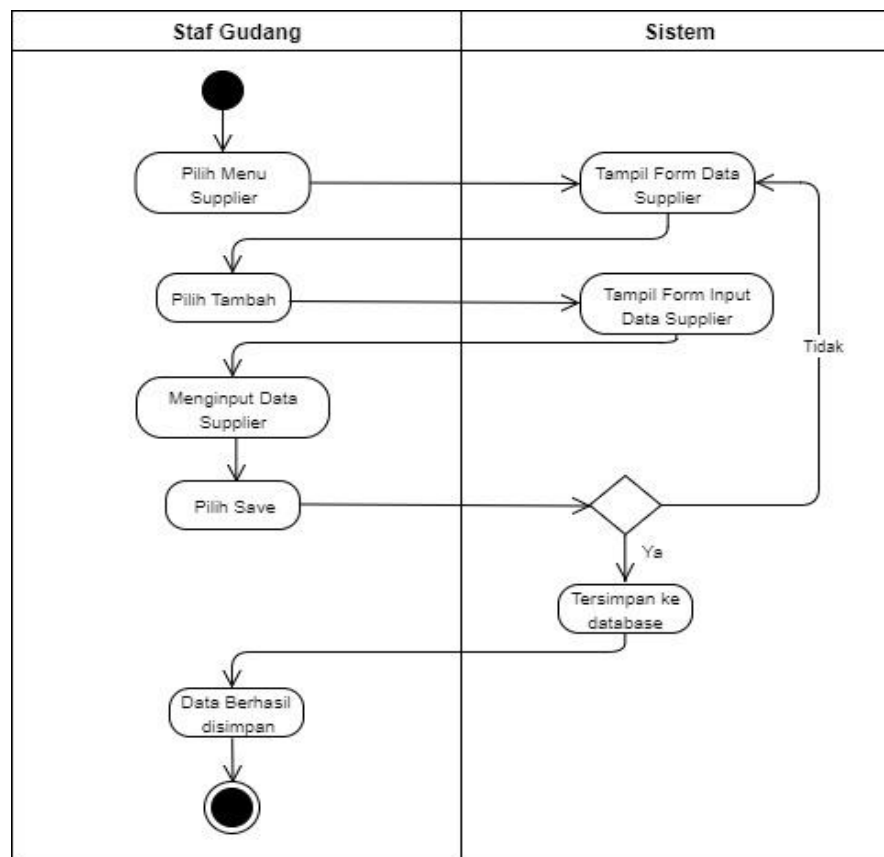 Staf Gudang
Sistem
Pilih Menu
Supplier
Tampil Form Data
Supplier
Pilih Tambah
Tampil Form Input
Data Supplier
Tidak
Menginput Data
Supplier
Pilih Save
Ya
Tersimpan ke
database
Data Berhasil
disimpan